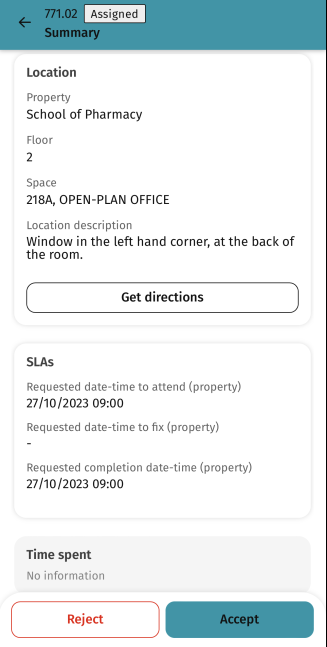 771.02 Assigned
Summary
Location
Property
School of Pharmacy
Floor
2
Space
218A, OPEN-PLAN OFFICE
Location description
Window in the left hand corner, at the back of
the room.
Get directions
SLAs
Requested date-time to attend (property)
27/10/2023 09:00
Requested date-time to fix (property)
-
Requested completion date-time (property)
27/10/2023 09:00
Time spent
No information
Reject Accept